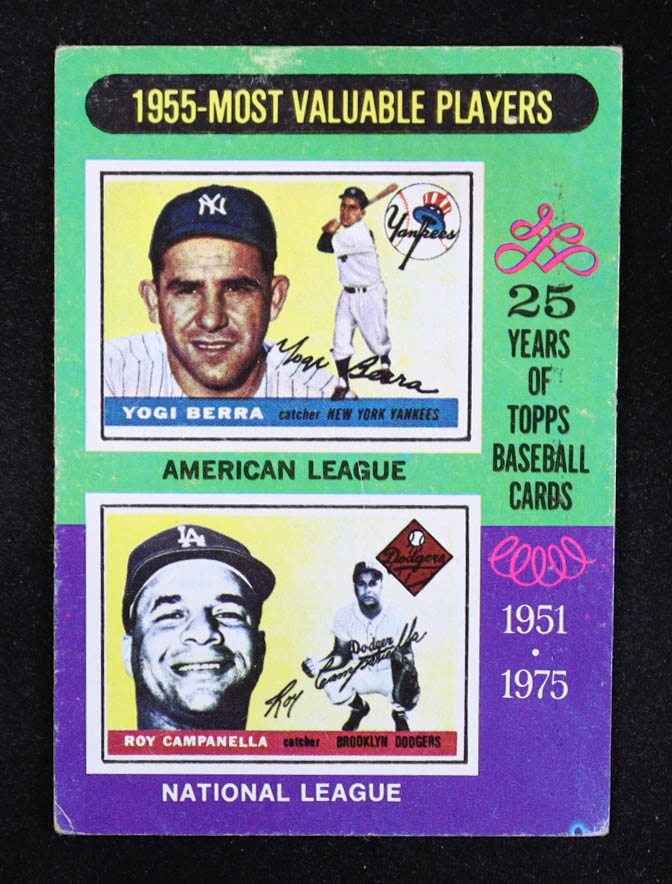 1955-MOST VALUABLE PLAYERS
NY
Yankees
Yogi Berra
YOGI BERRA catcher NEW YORK YANKEES
AMERICAN LEAGUE
25
YEARS
OF
TOPPS
BASEBALL
CARDS
LA
Dodgers
Dodger
Roy Campanella
ROY CAMPANELLA catcher BROOKLYN DODGERS
NATIONAL LEAGUE
1951
•
1975